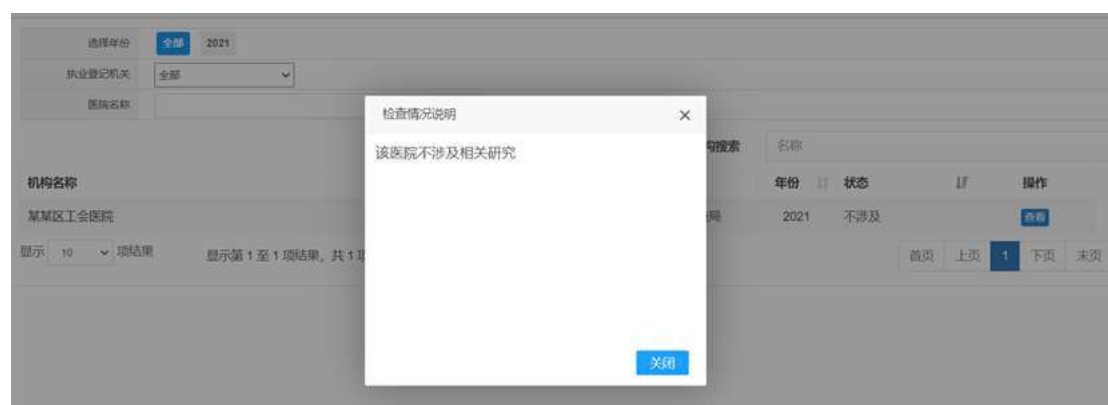 选择年份 全部 2021
执业登记机关 全部
医院名称
检查情况说明 ×
该医院不涉及相关研究
构搜索 名称
机构名称 年份 状态 操作
某某区工会医院 局 2021 不涉及 查看
显示 10 项结果 显示第 1 至 1 项结果，共 1 项 首页 上页 1 下页 末页
关闭